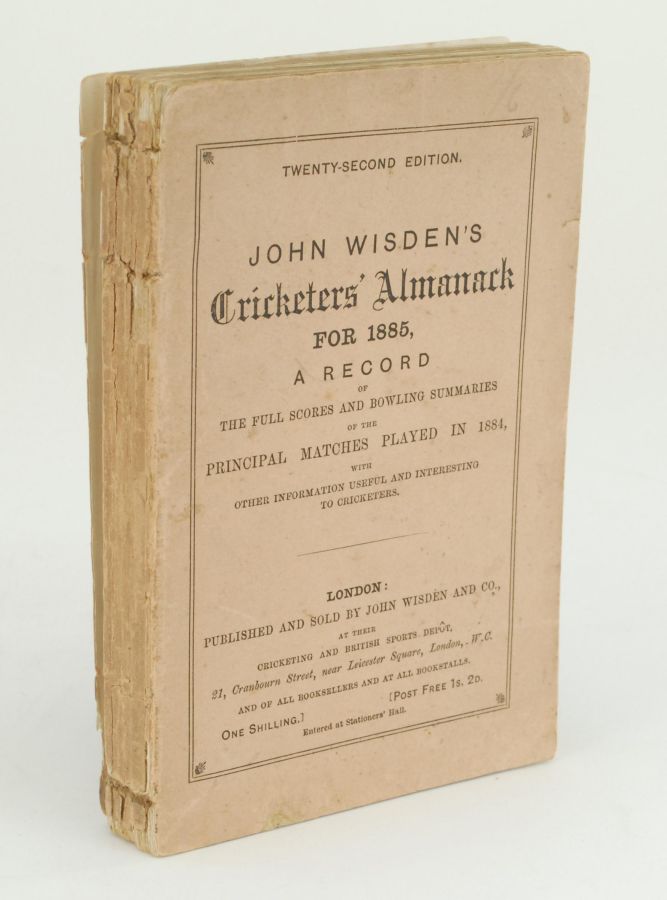 TWENTY-SECOND EDITION.
JOHN WISDEN'S
Cricketers' Almanack
FOR 1885,
A RECORD
OF
THE FULL SCORES AND BOWLING SUMMARIES
OF THE
PRINCIPAL MATCHES PLAYED IN 1884,
WITH
OTHER INFORMATION USEFUL AND INTERESTING
TO CRICKETERS.
LONDON:
PUBLISHED AND SOLD BY JOHN WISDEN AND CO.,
AT THEIR
CRICKETING AND BRITISH SPORTS DEPÔT,
21, Cranbourn Street, near Leicester Square, London, W.C.
AND OF ALL BOOKSELLERS AND AT ALL BOOKSTALLS.
ONE SHILLING.] [POST FREE 1S. 2D.
Entered at Stationers' Hall.